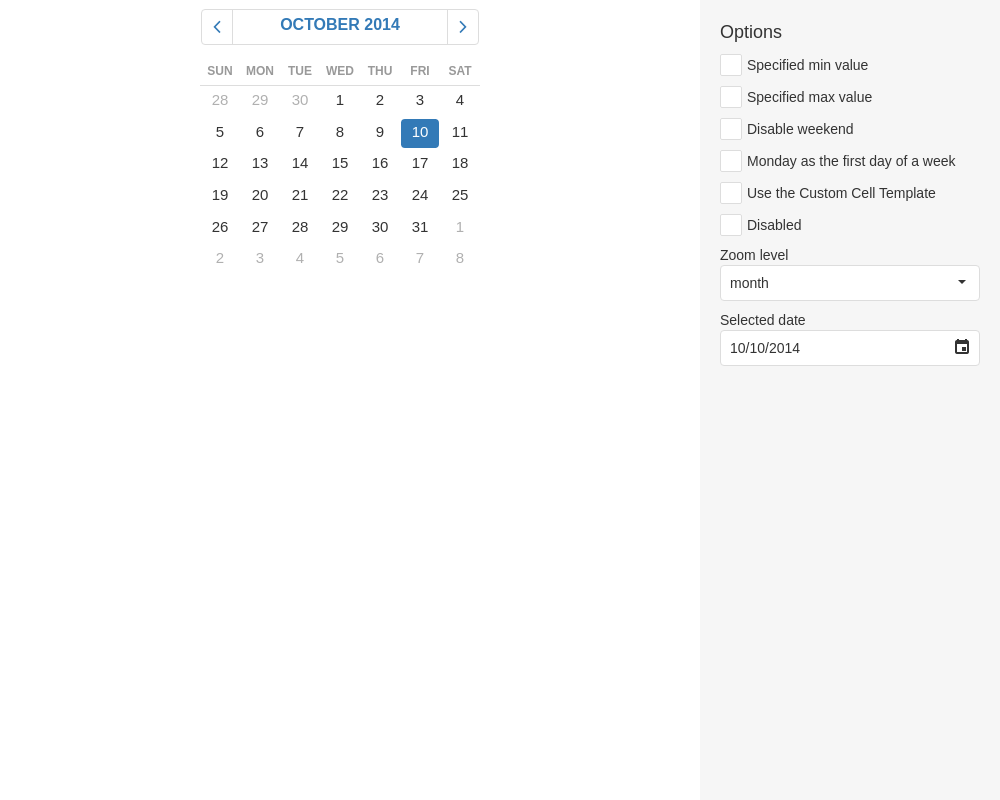 OCTOBER 2014
SUN MON TUE WED THU FRI SAT
28 29 30 1 2 3 4
5 6 7 8 9 10 11
12 13 14 15 16 17 18
19 20 21 22 23 24 25
26 27 28 29 30 31 1
2 3 4 5 6 7 8
Options
Specified min value
Specified max value
Disable weekend
Monday as the first day of a week
Use the Custom Cell Template
Disabled
Zoom level
month
Selected date
10/10/2014